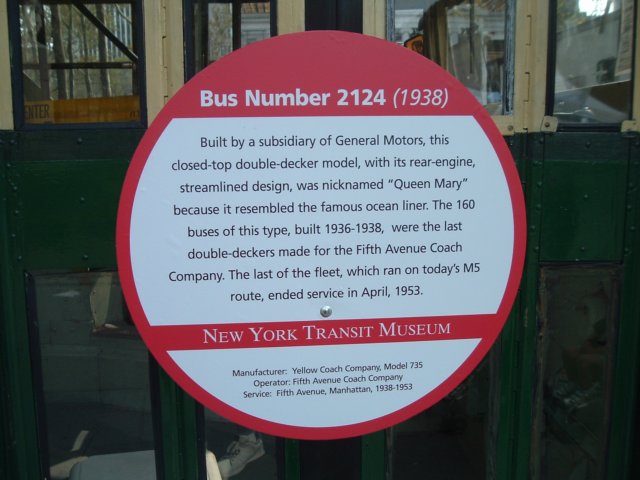 Bus Number 2124 (1938)
Built by a subsidiary of General Motors, this
closed-top double-decker model, with its rear-engine,
streamlined design, was nicknamed “Queen Mary”
because it resembled the famous ocean liner. The 160
buses of this type, built 1936-1938, were the last
double-deckers made for the Fifth Avenue Coach
Company. The last of the fleet, which ran on today’s M5
route, ended service in April, 1953.
NEW YORK TRANSIT MUSEUM
Manufacturer: Yellow Coach Company, Model 735
Operator: Fifth Avenue Coach Company
Service: Fifth Avenue, Manhattan, 1938-1953
ENTER